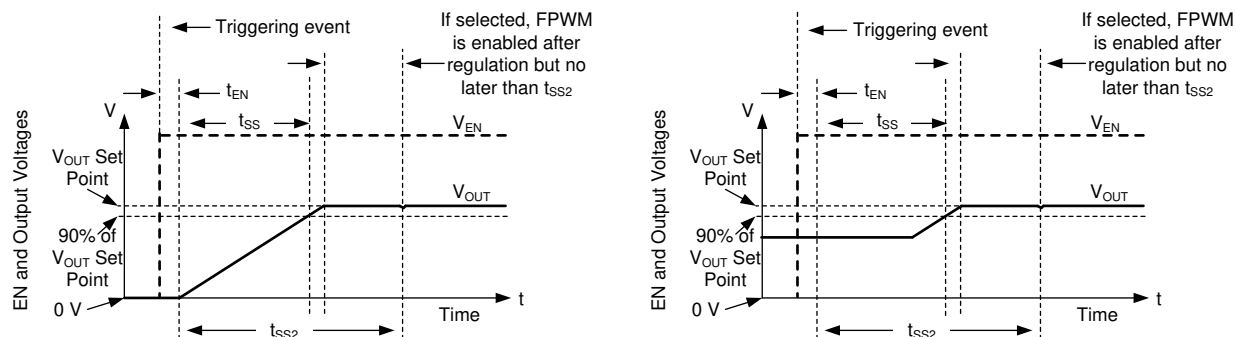 Triggering event
If selected, FPWM
is enabled after
regulation but no
later than tSS2
tEN
V
tSS
VEN
VOUT Set
Point
VOUT
90% of
VOUT Set
Point
0 V
t
Time
tSS2
EN and Output Voltages
Triggering event
If selected, FPWM
is enabled after
regulation but no
later than tSS2
tEN
V
tSS
VEN
VOUT Set
Point
VOUT
90% of
VOUT Set
Point
0 V
t
Time
tSS2
EN and Output Voltages